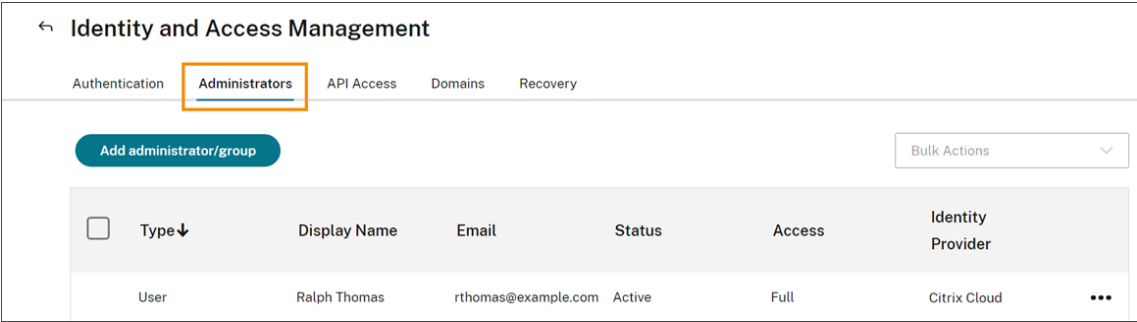 Identity and Access Management
Authentication Administrators API Access Domains Recovery
Add administrator/group
Bulk Actions
Type Display Name Email Status Access Identity Provider
User Ralph Thomas rthomas@example.com Active Full Citrix Cloud